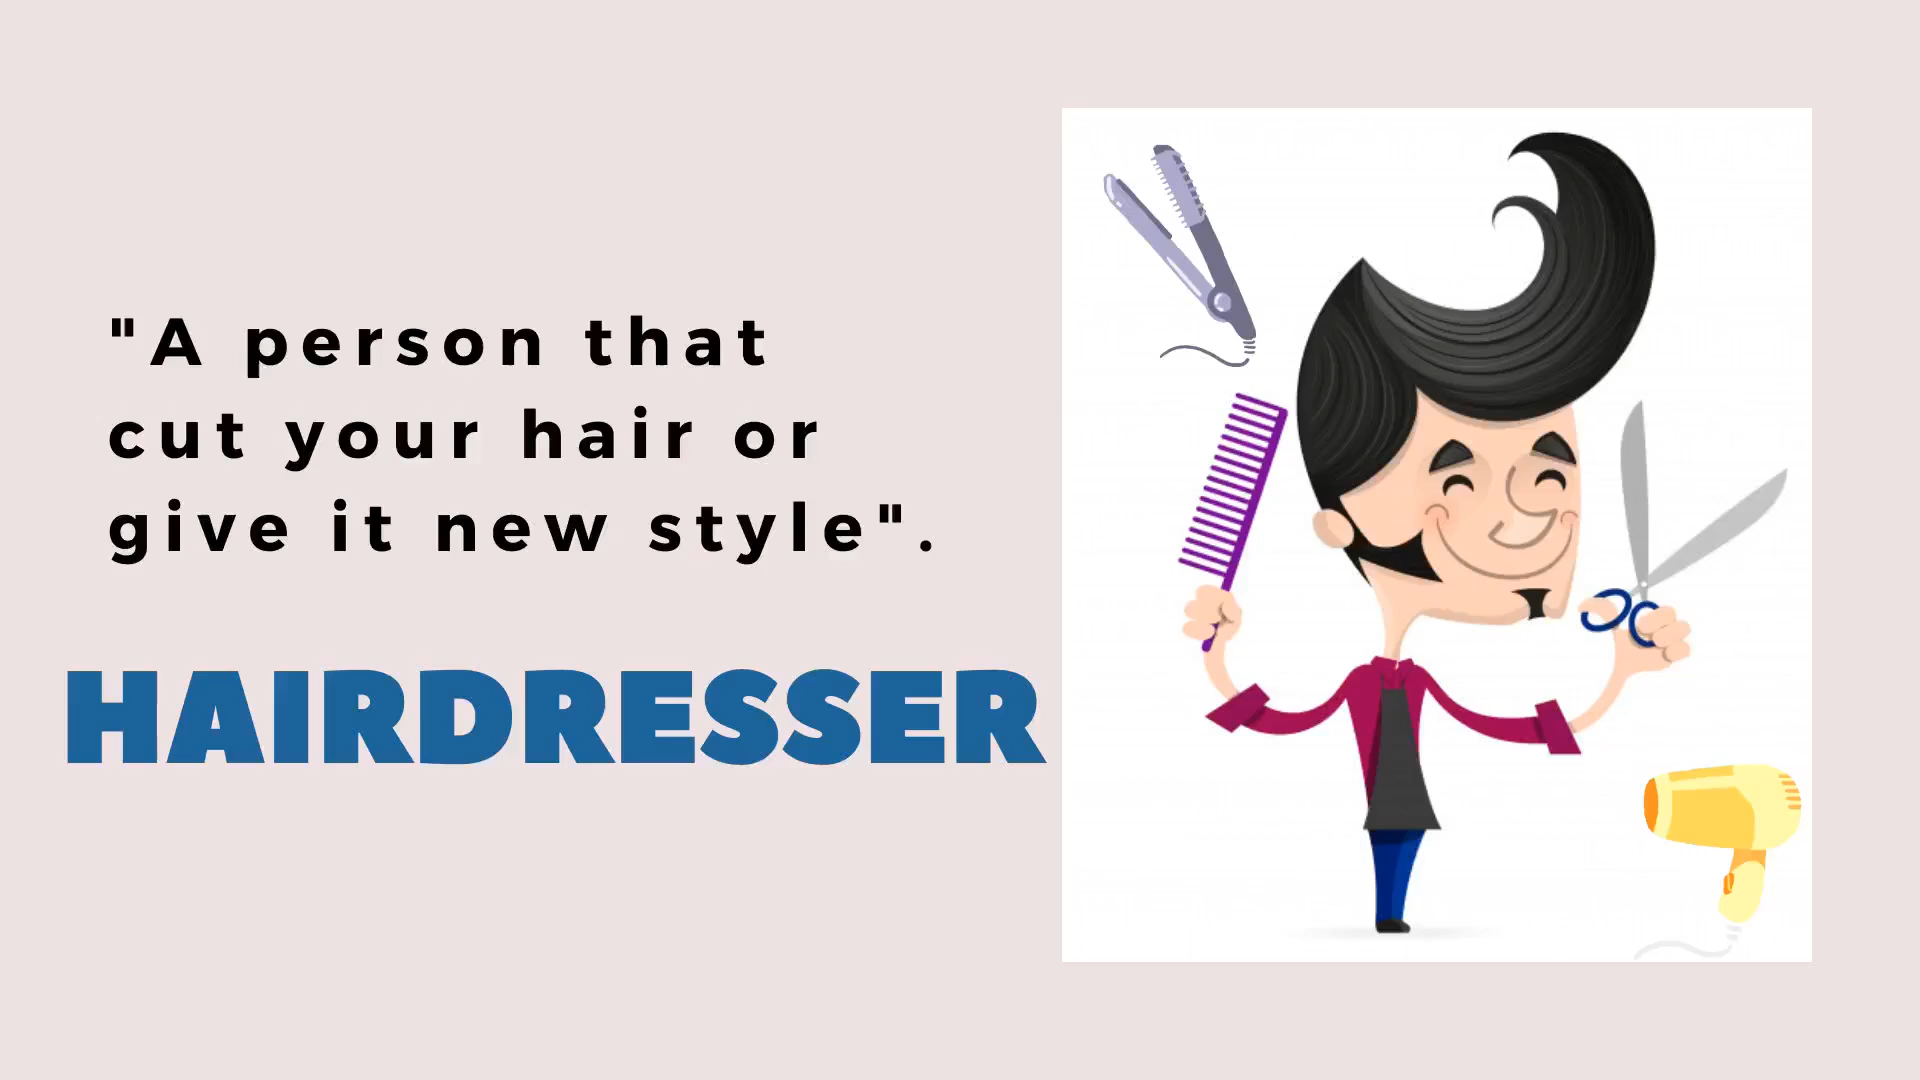 "A person that
cut your hair or
give it new style".
HAIRDRESSER